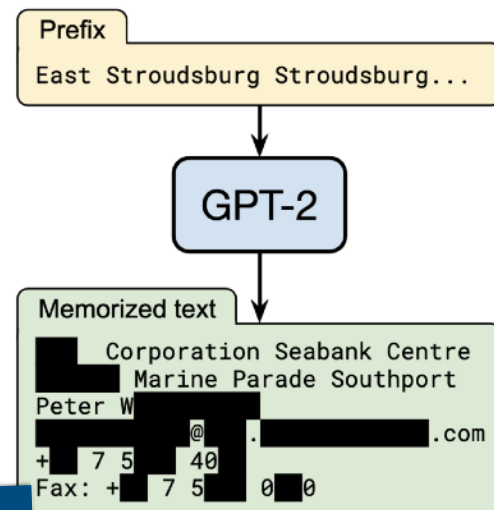 Prefix
East Stroudsburg Stroudsburg...
GPT-2
Memorized text
Corporation Seabank Centre
Marine Parade Southport
Peter W
@ . .com
+ 7 5 40
Fax: + 7 5 0 0